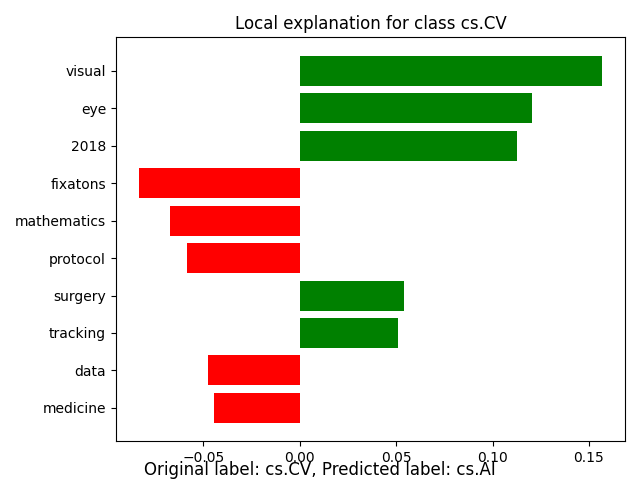 Local explanation for class cs.CV
visual
eye
2018
fixatons
mathematics
protocol
surgery
tracking
data
medicine
−0.05 0.00 0.05 0.10 0.15
Original label: cs.CV, Predicted label: cs.AI